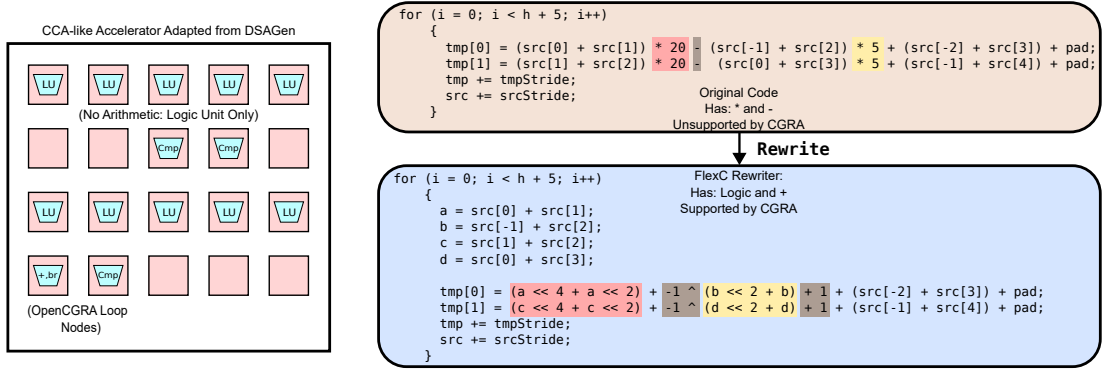 CCA-like Accelerator Adapted from DSAGen
LU LU LU LU LU
(No Arithmetic: Logic Unit Only)
Cmp Cmp
LU LU LU LU LU
+,br Cmp
(OpenCGRA Loop
Nodes)
for (i = 0; i < h + 5; i++)
{
tmp[0] = (src[0] + src[1]) * 20 - (src[-1] + src[2]) * 5 + (src[-2] + src[3]) + pad;
tmp[1] = (src[1] + src[2]) * 20 - (src[0] + src[3]) * 5 + (src[-1] + src[4]) + pad;
tmp += tmpStride;
src += srcStride;
}
Original Code
Has: * and -
Unsupported by CGRA
Rewrite
for (i = 0; i < h + 5; i++)
{
a = src[0] + src[1];
b = src[-1] + src[2];
c = src[1] + src[2];
d = src[0] + src[3];
tmp[0] = (a << 4 + a << 2) + -1 ^ (b << 2 + b) + 1 + (src[-2] + src[3]) + pad;
tmp[1] = (c << 4 + c << 2) + -1 ^ (d << 2 + d) + 1 + (src[-1] + src[4]) + pad;
tmp += tmpStride;
src += srcStride;
}
FlexC Rewriter:
Has: Logic and +
Supported by CGRA